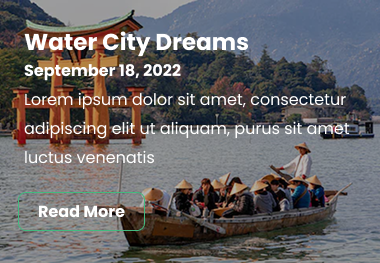 Water City Dreams
September 18, 2022
Lorem ipsum dolor sit amet, consectetur
adipiscing elit ut aliquam, purus sit amet
luctus venenatis
Read More